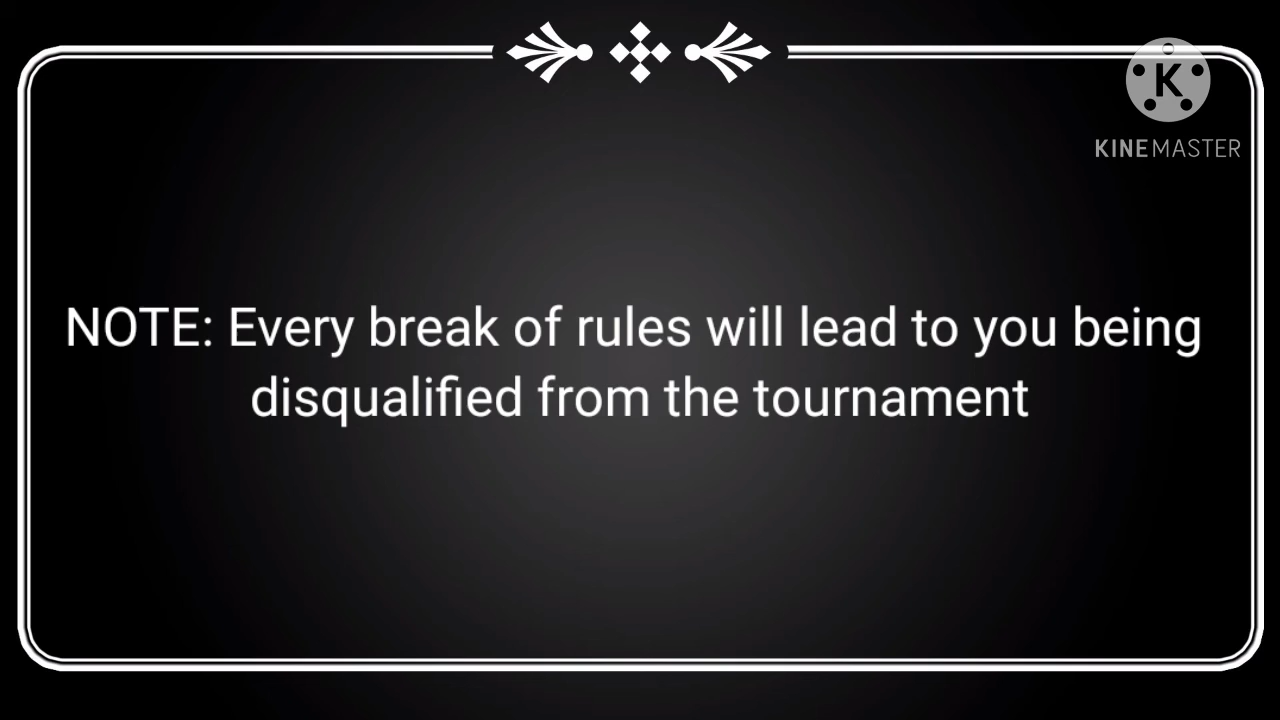 K
KINEMASTER
NOTE: Every break of rules will lead to you being
disqualified from the tournament